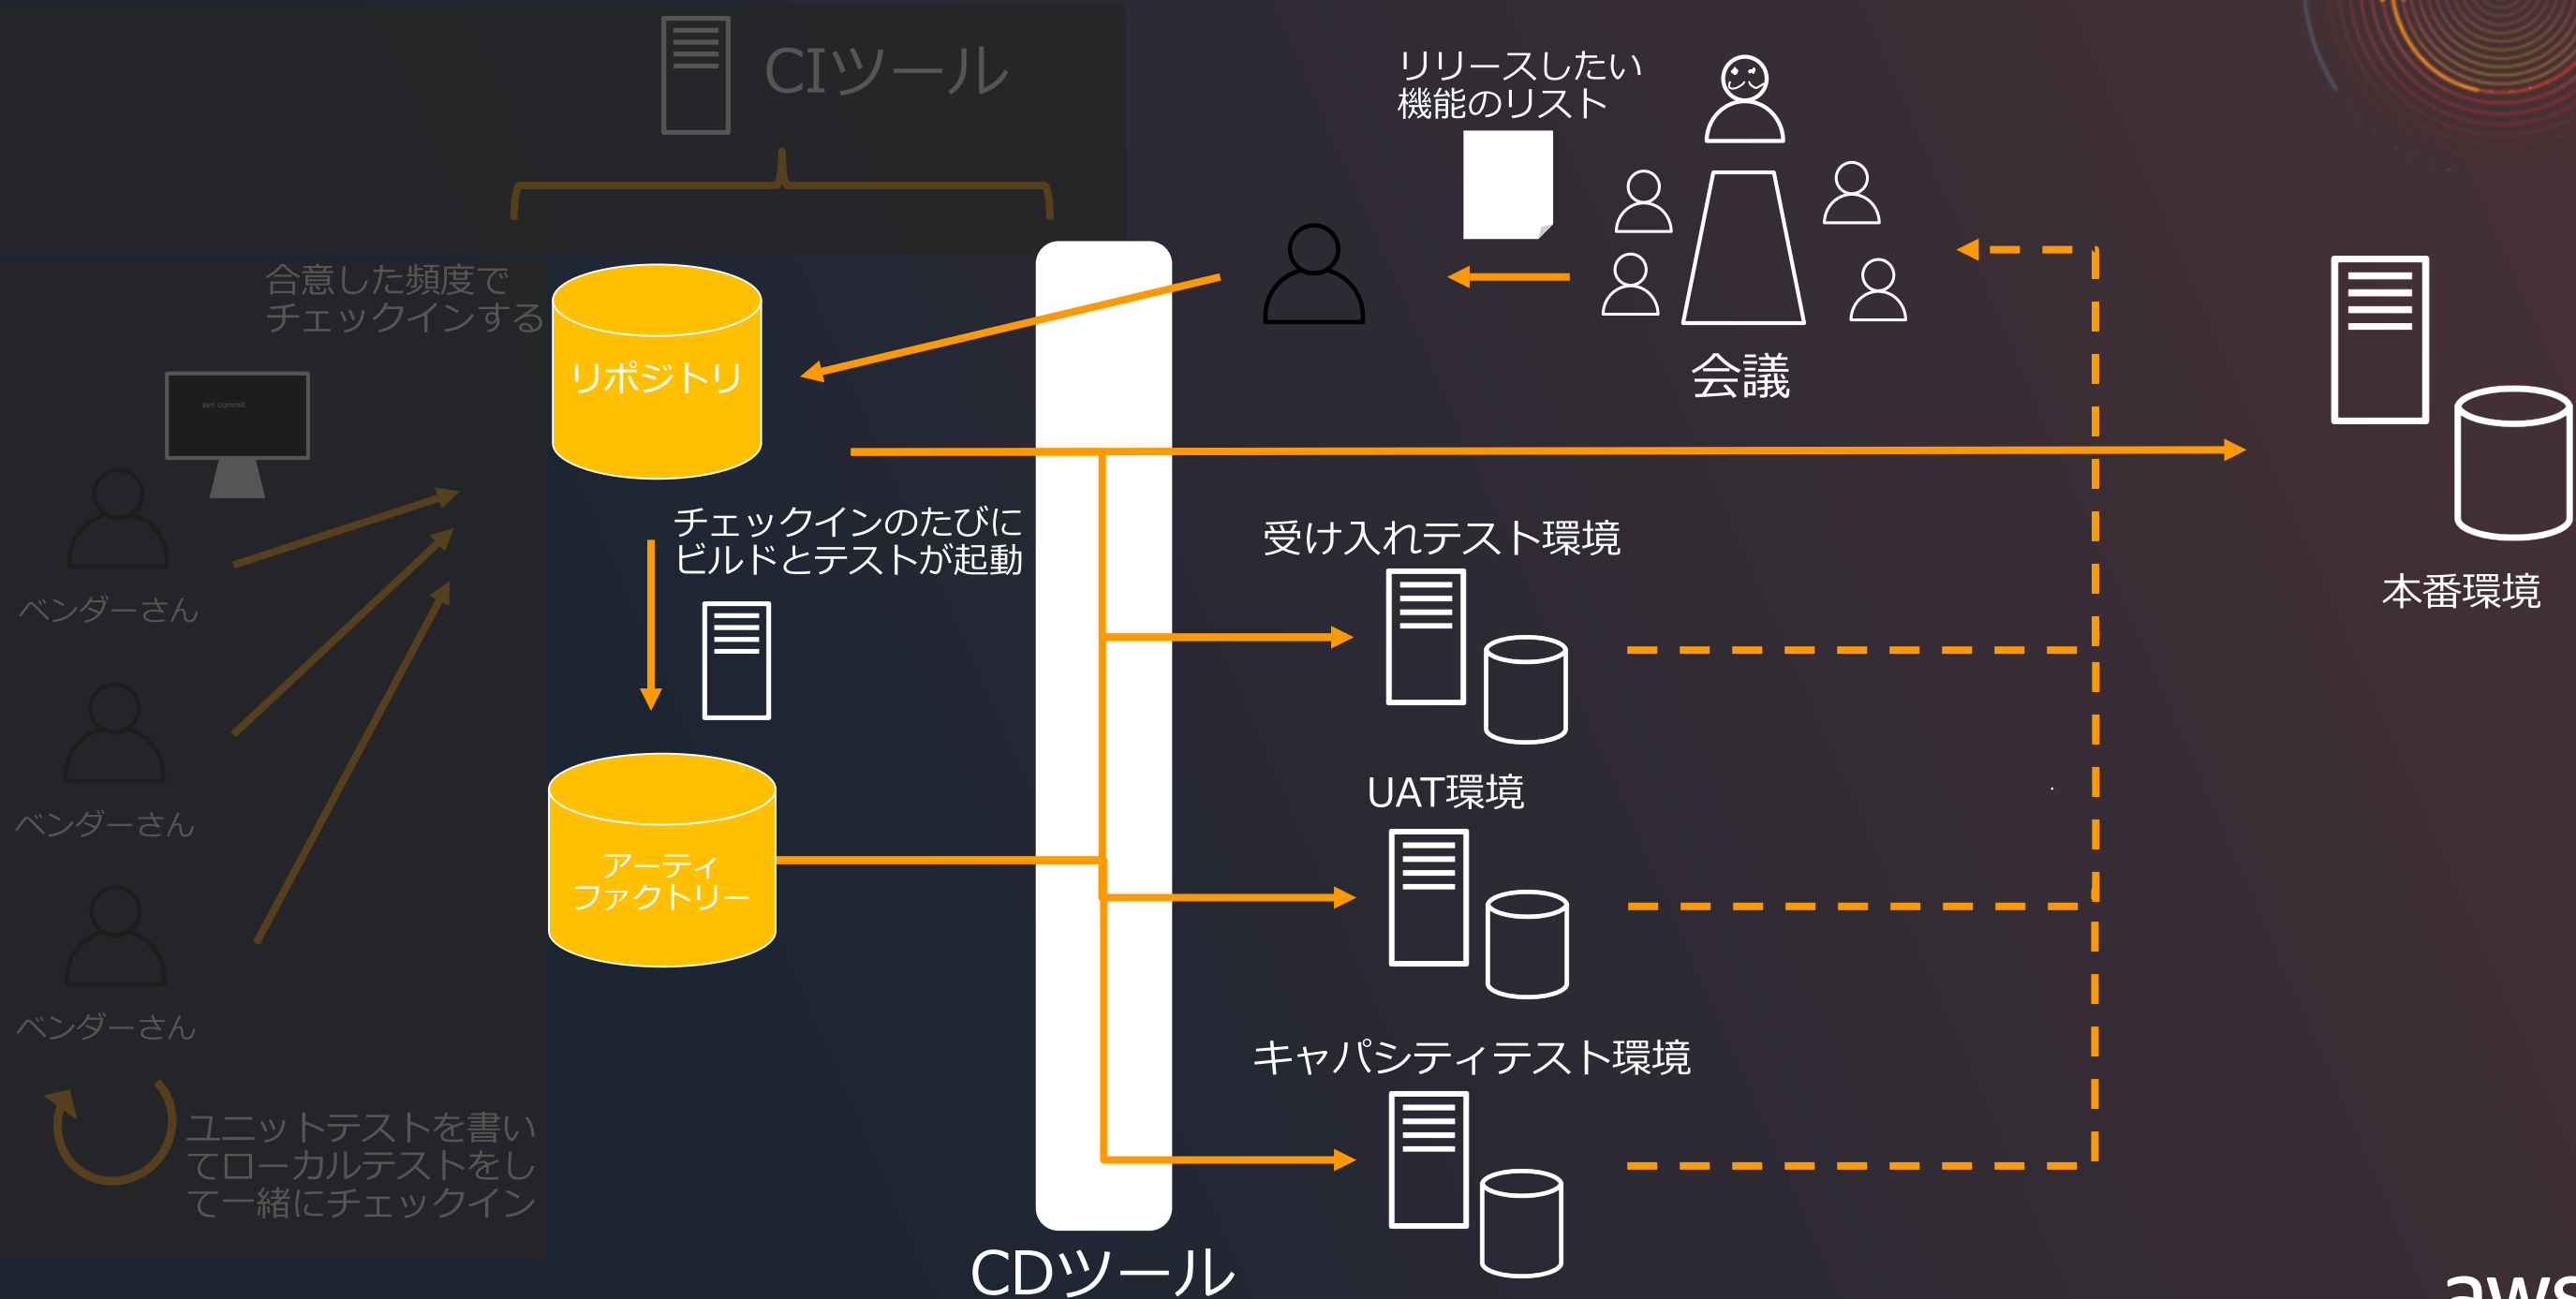 CIツール
リリースしたい
機能のリスト
会議
合意した頻度で
チェックインする
svn commit
リポジトリ
ベンダーさん
チェックインのたびに
ビルドとテストが起動
受け入れテスト環境
本番環境
ベンダーさん
UAT環境
アーティ
ファクトリー
ベンダーさん
キャパシティテスト環境
ユニットテストを書い
てローカルテストをし
て一緒にチェックイン
CDツール
aws